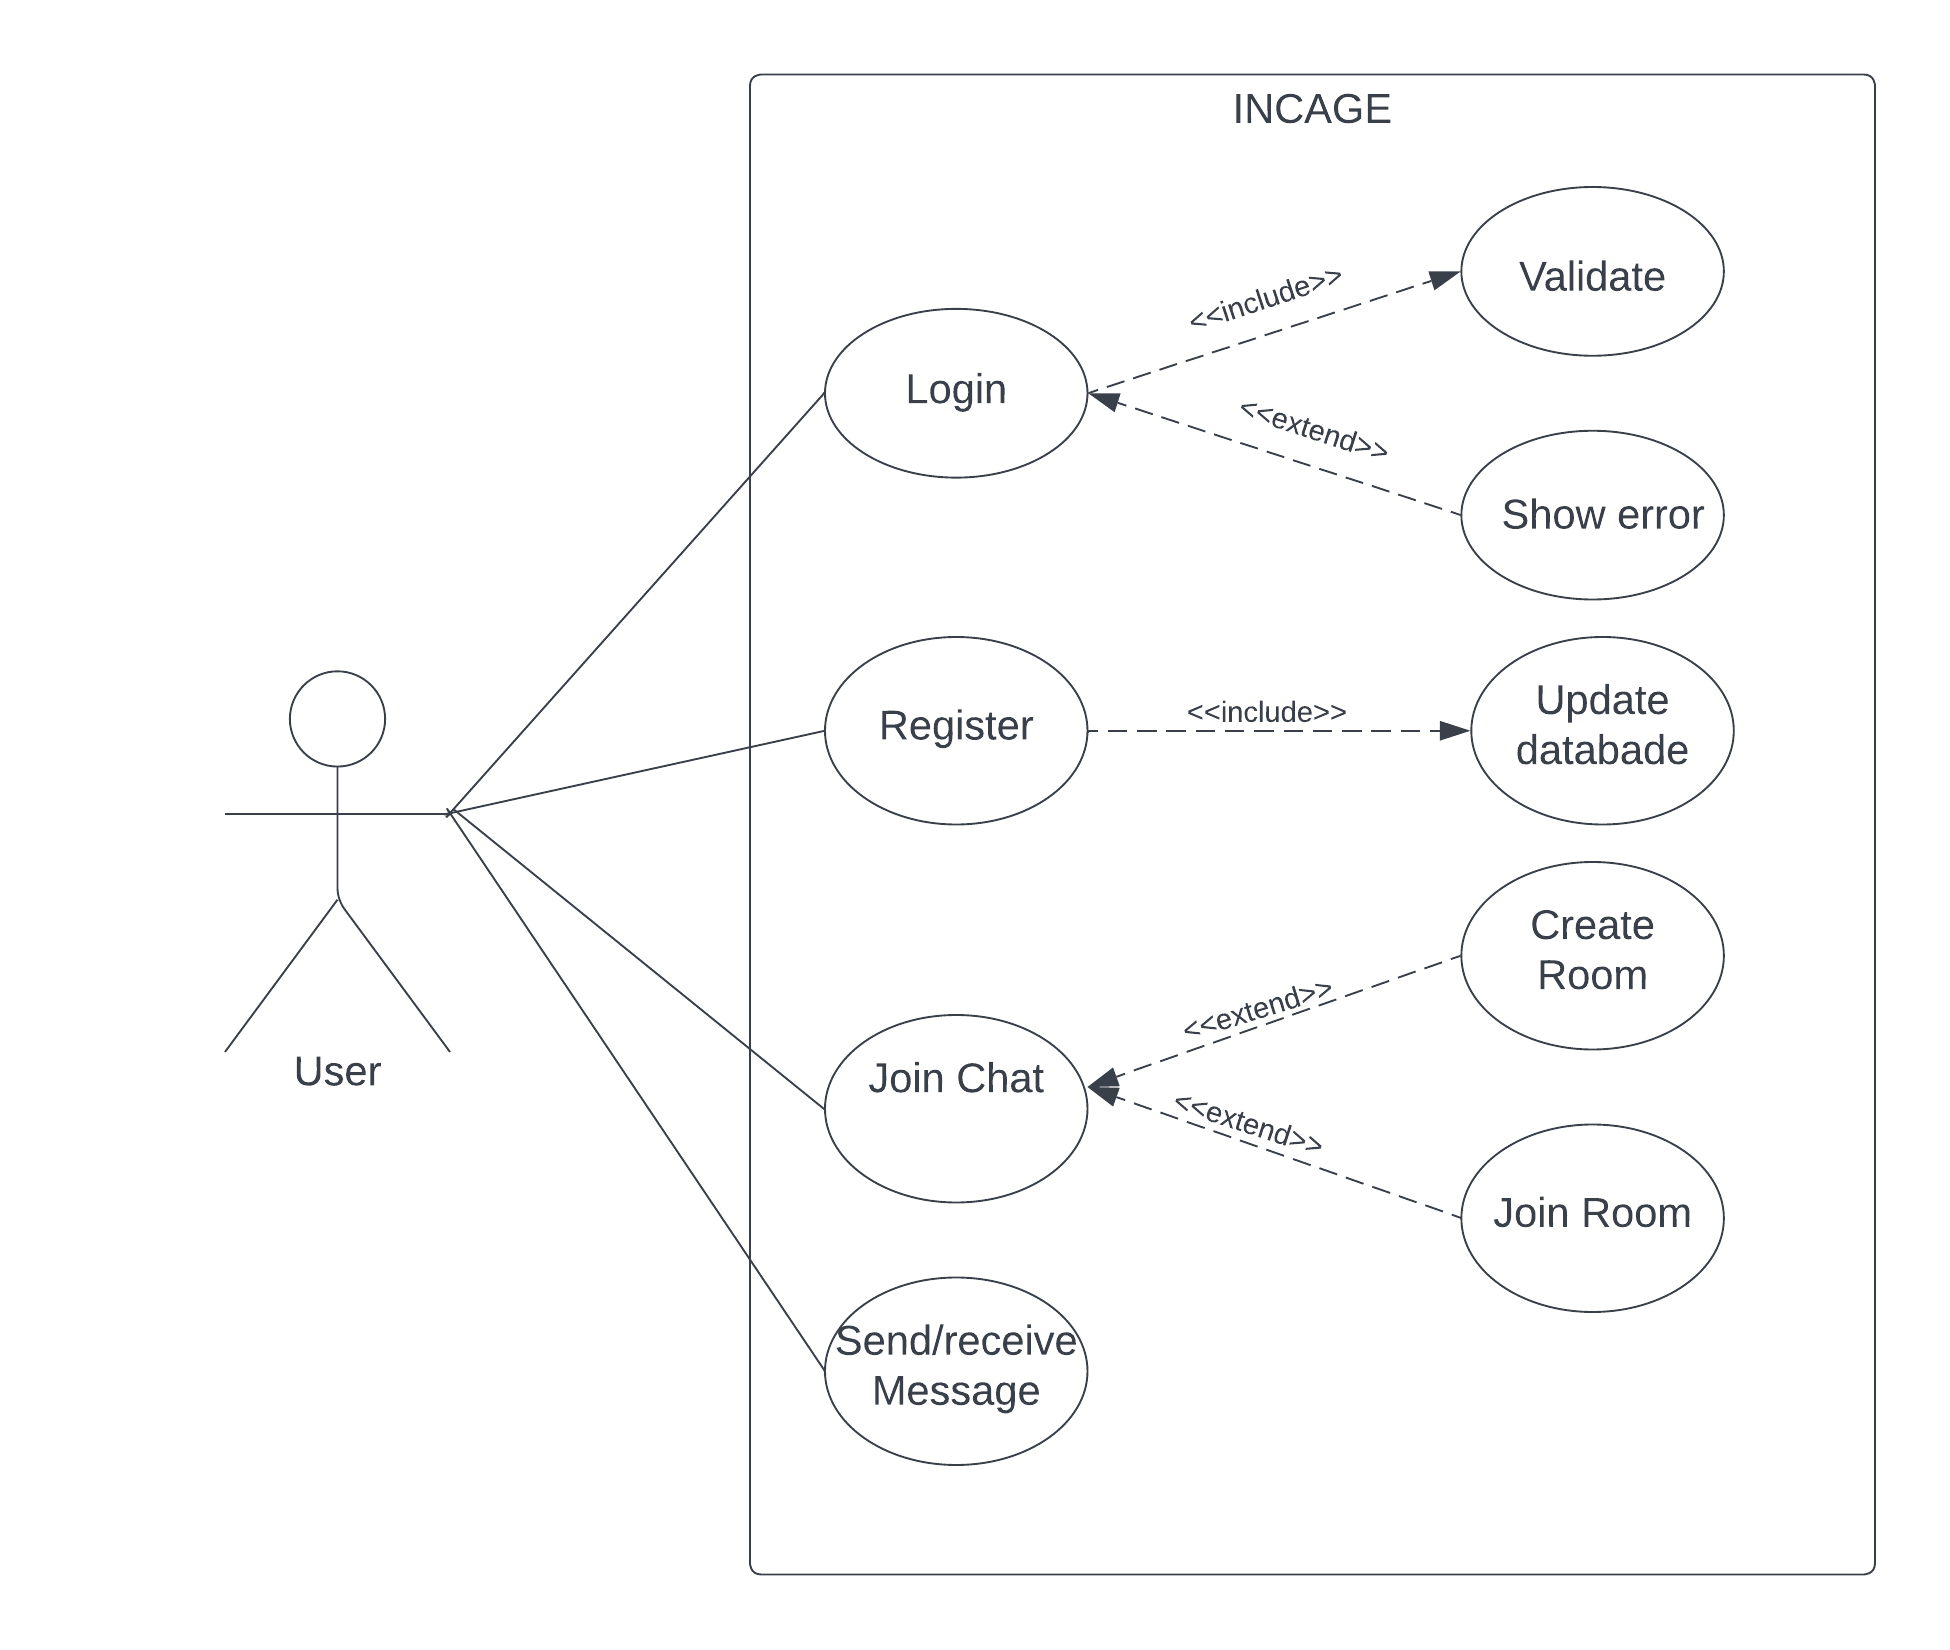 INCAGE
Validate
<<include>>
Login
<<extend>>
Show error
Register
<<include>>
Update
databade
User
Create
Room
<<extend>>
Join Chat
<<extend>>
Join Room
Send/receive
Message